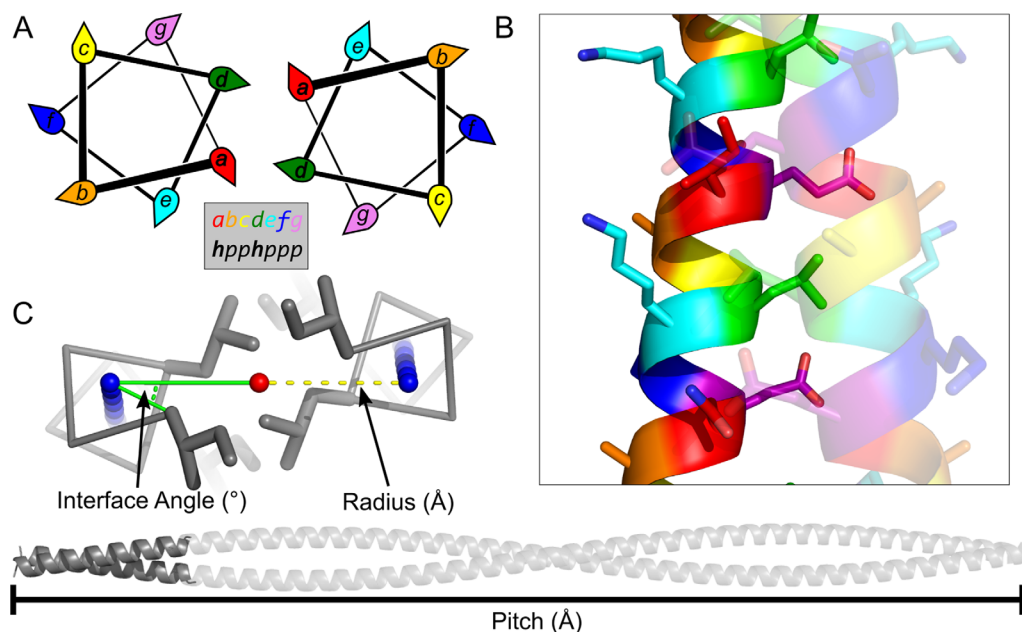 A
B
c
g
d
f
b
a
e
e
b
a
f
d
c
g
abcdefg
hpphppp
C
Interface Angle (°)
Radius (Å)
Pitch (Å)